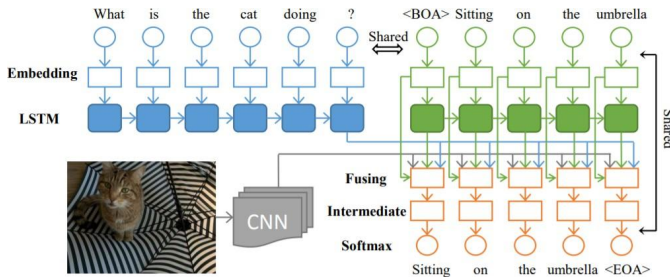 What is the cat doing ?
<BOA> Sitting on the umbrella
Shared
Embedding
LSTM
Shared
CNN
Fusing
Intermediate
Softmax
Sitting on the umbrella <EOA>